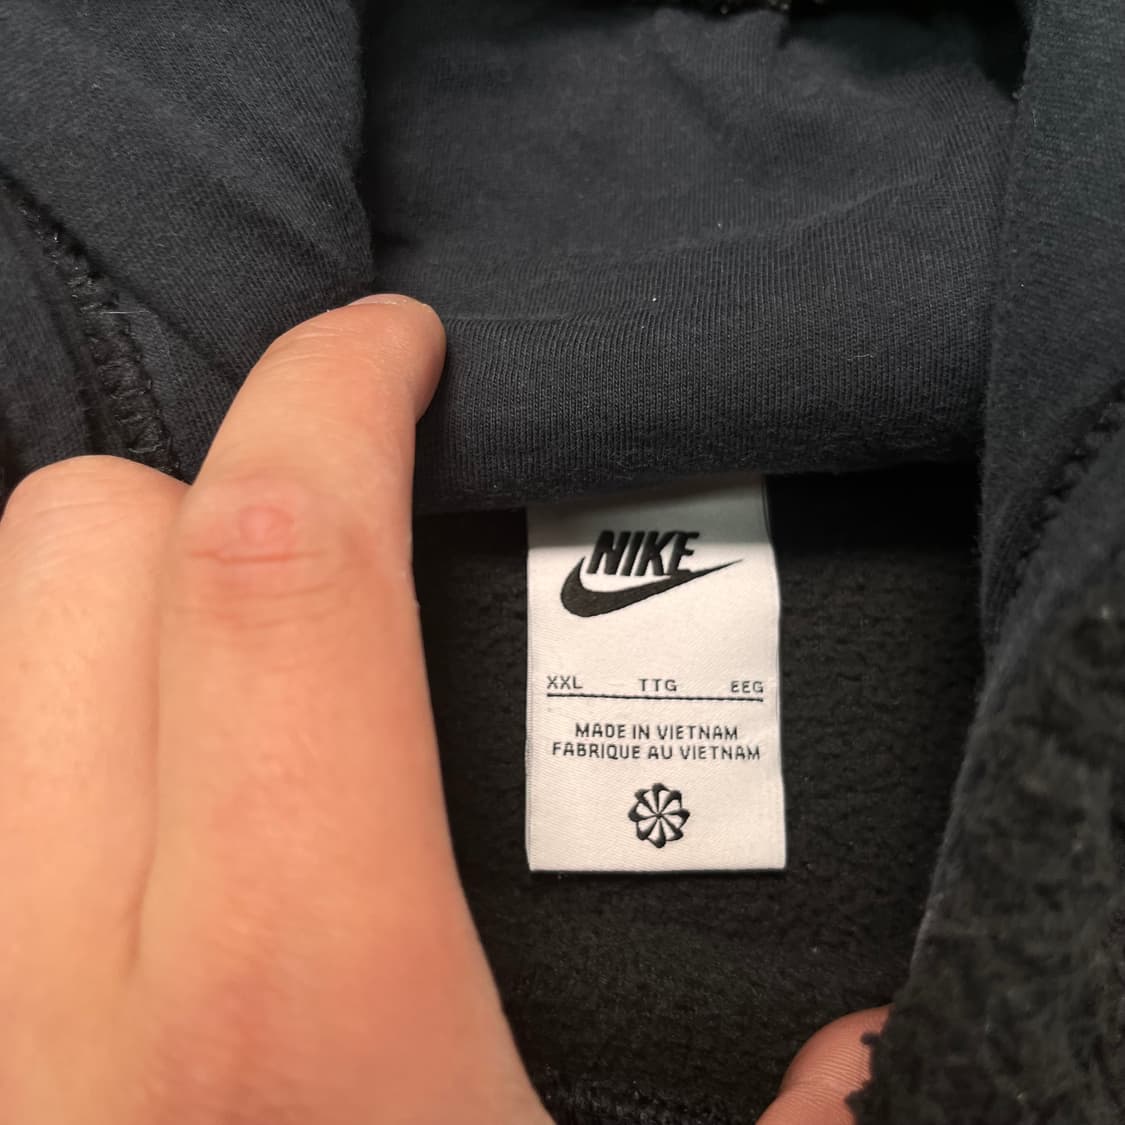 NIKE
XXL TTG EEG
MADE IN VIETNAM
FABRIQUE AU VIETNAM